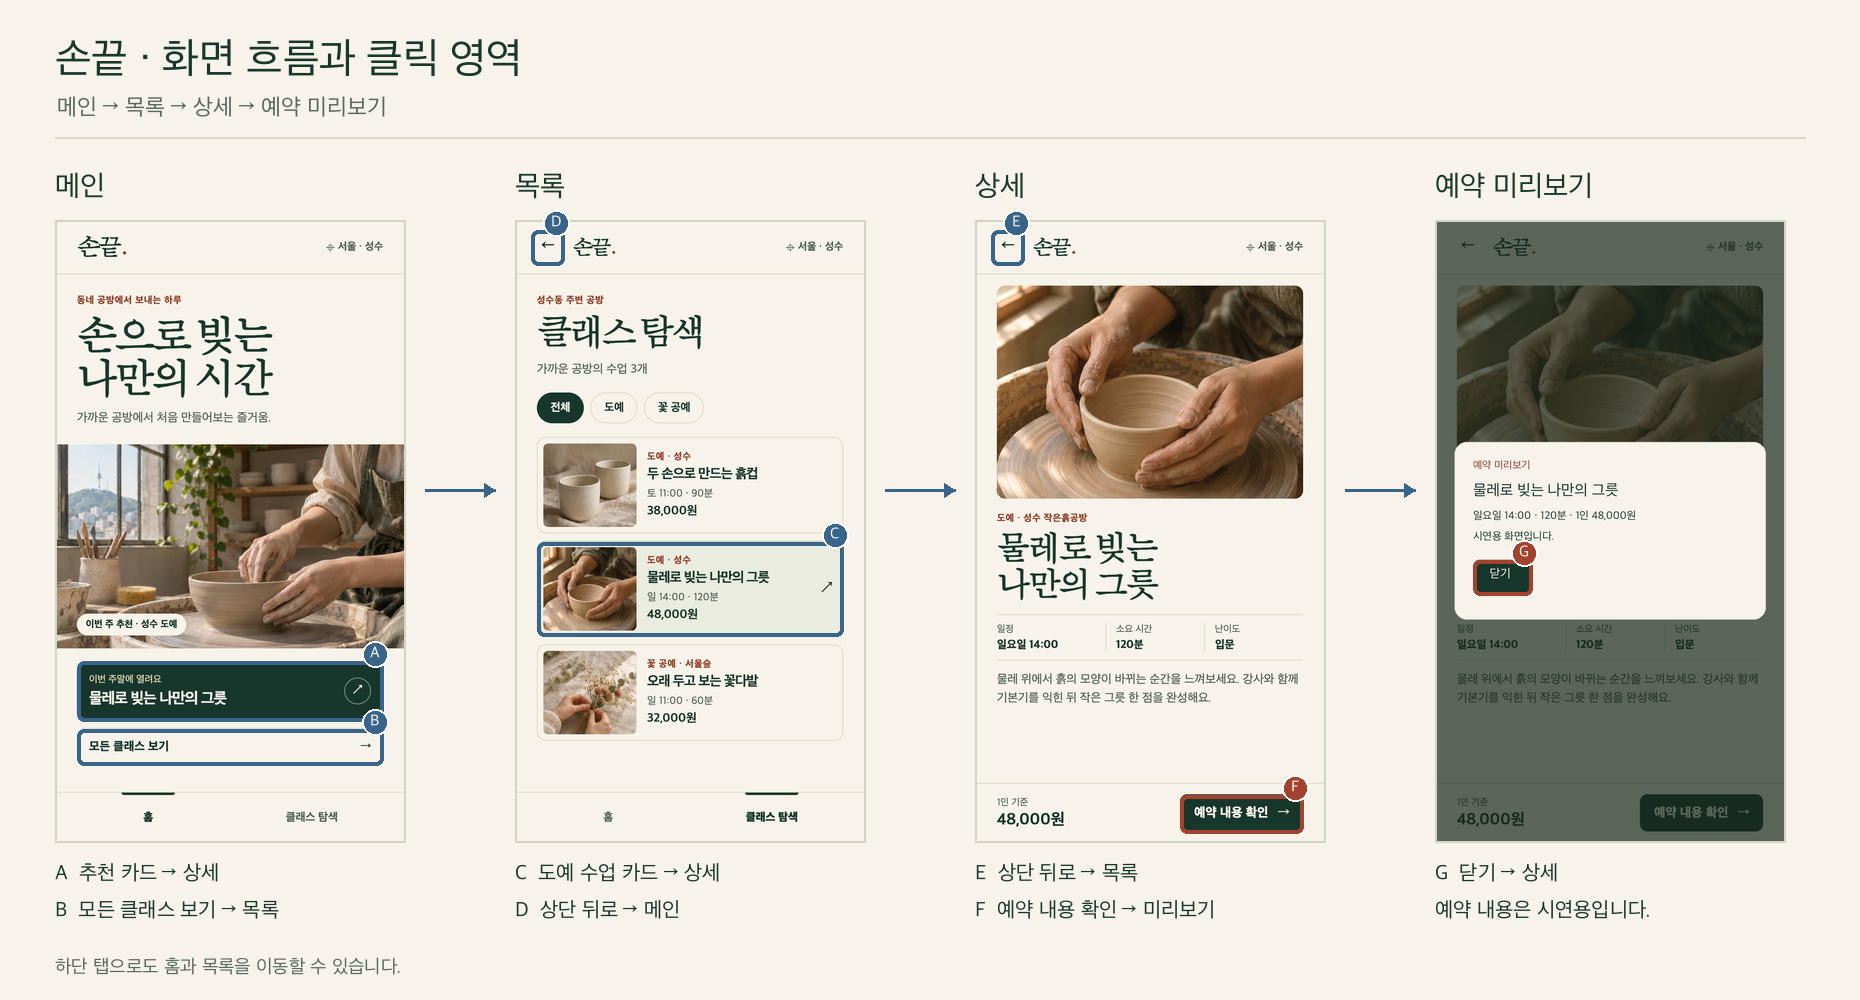 손끝 · 화면 흐름과 클릭 영역
메인 → 목록 → 상세 → 예약 미리보기
메인
손끝.
서울 · 성수
동네 공방에서 보내는 하루
손으로 빚는
나만의 시간
가까운 공방에서 처음 만들어보는 즐거움.
이번 주 추천 · 성수 도예
A
이번 주말에 열려요
물레로 빚는 나만의 그릇
↗
B
모든 클래스 보기 →
홈
클래스 탐색
A 추천 카드 → 상세
B 모든 클래스 보기 → 목록
목록
D
← 손끝.
서울 · 성수
성수동 주변 공방
클래스 탐색
가까운 공방의 수업 3개
전체
도예
꽃 공예
도예 · 성수
두 손으로 만드는 흙컵
토 11:00 · 90분
38,000원
C
도예 · 성수
물레로 빚는 나만의 그릇
일 14:00 · 120분
48,000원
↗
꽃 공예 · 서울숲
오래 두고 보는 꽃다발
일 11:00 · 60분
32,000원
홈
클래스 탐색
C 도예 수업 카드 → 상세
D 상단 뒤로 → 메인
상세
E
← 손끝.
서울 · 성수
도예 · 성수 작은흙공방
물레로 빚는
나만의 그릇
일정
일요일 14:00
소요 시간
120분
난이도
입문
물레 위에서 흙의 모양이 바뀌는 순간을 느껴보세요. 강사와 함께
기본기를 익힌 뒤 작은 그릇 한 점을 완성해요.
1인 기준
48,000원
F
예약 내용 확인 →
E 상단 뒤로 → 목록
F 예약 내용 확인 → 미리보기
예약 미리보기
← 손끝.
서울 · 성수
예약 미리보기
물레로 빚는 나만의 그릇
일요일 14:00 · 120분 · 1인 48,000원
시연용 화면입니다.
G
닫기
일정
일요일 14:00
소요 시간
120분
난이도
입문
물레 위에서 흙의 모양이 바뀌는 순간을 느껴보세요. 강사와 함께
기본기를 익힌 뒤 작은 그릇 한 점을 완성해요.
1인 기준
48,000원
예약 내용 확인 →
G 닫기 → 상세
예약 내용은 시연용입니다.
하단 탭으로도 홈과 목록을 이동할 수 있습니다.